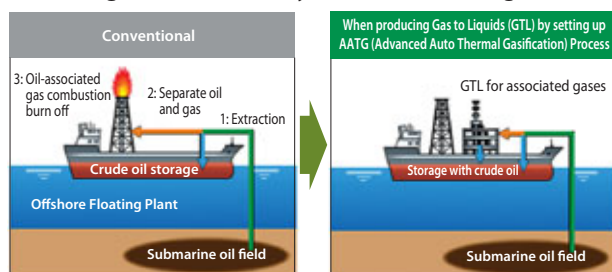 Conventional
3: Oil-associated
gas combustion
burn off
2: Separate oil
and gas
1: Extraction
Crude oil storage
Offshore Floating Plant
Submarine oil field
When producing Gas to Liquids (GTL) by setting up
AATG (Advanced Auto Thermal Gasification) Process
GTL for associated gases
Storage with crude oil
Submarine oil field